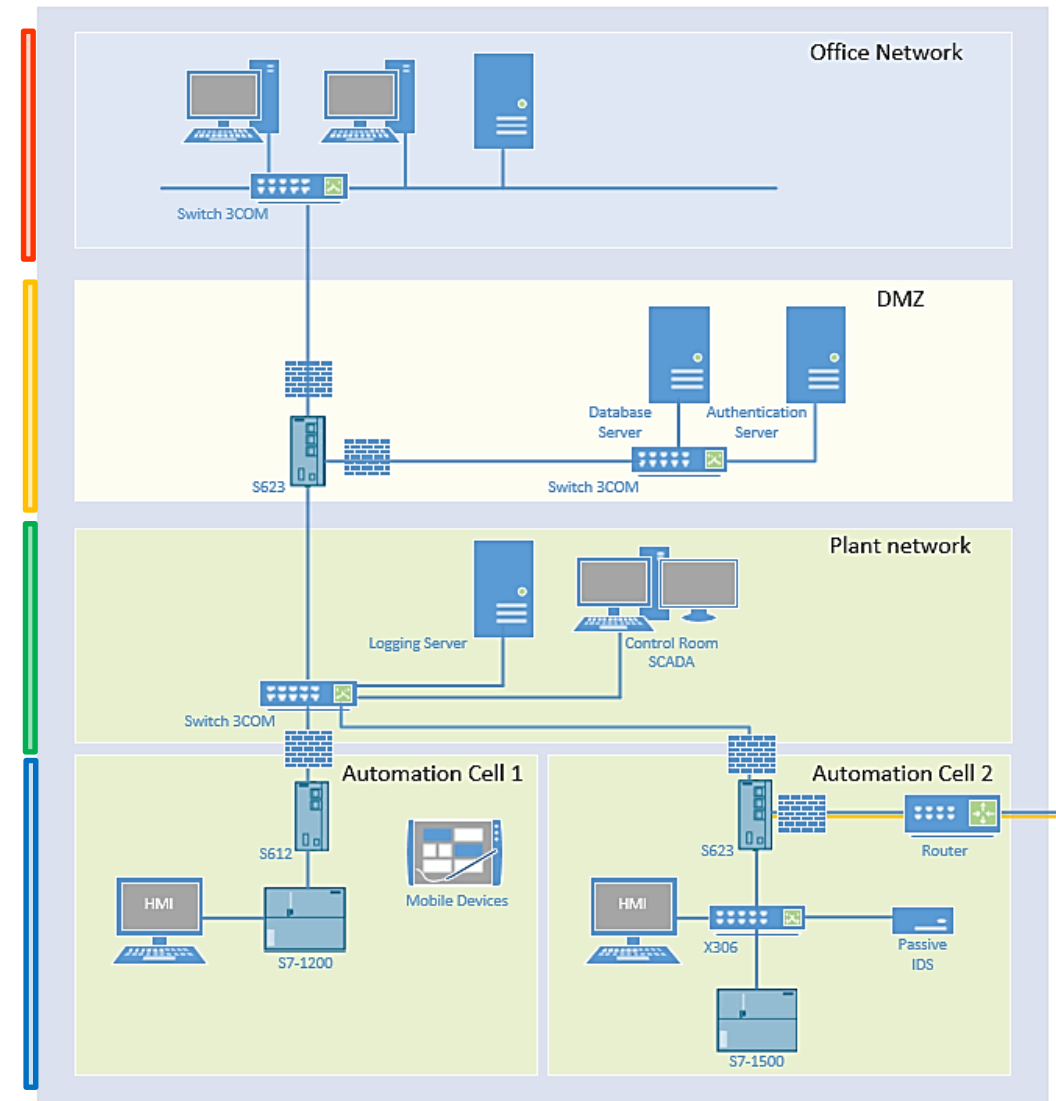 Office Network
Switch 3COM
DMZ
Database
Server
Authentication
Server
S623
Switch 3COM
Plant network
Logging Server
Control Room
SCADA
Switch 3COM
Automation Cell 1
S612
Mobile Devices
HMI
S7-1200
Automation Cell 2
S623
Router
HMI
X306
Passive
IDS
S7-1500